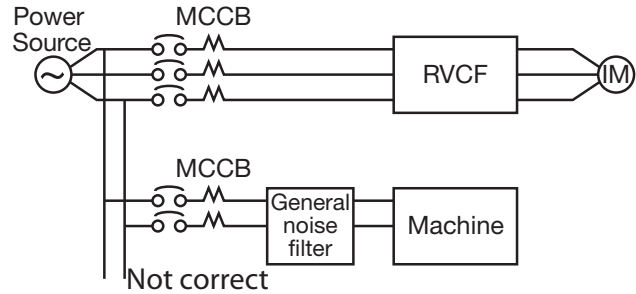 Power
Source
MCCB
RVCF
IM
MCCB
General
noise
filter
Machine
Not correct